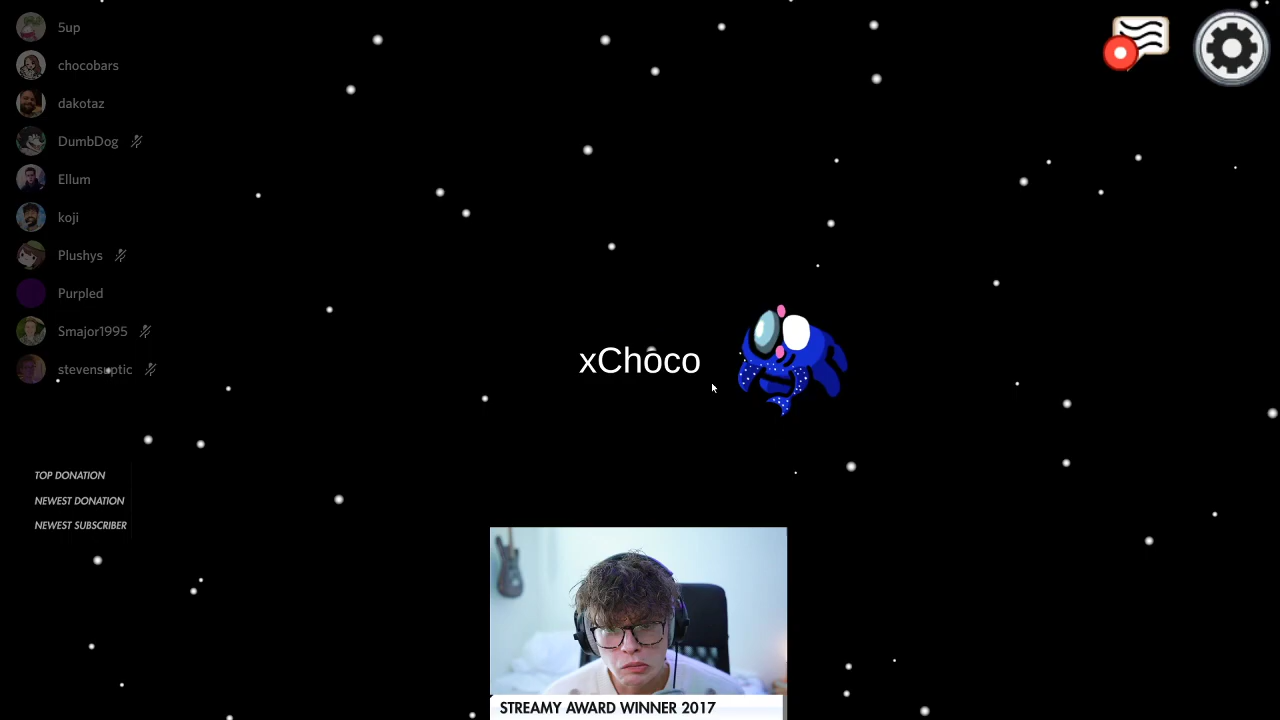 5up
chocobars
dakotaz
DumbDog
Ellum
koji
Plushys
Purpled
Smajor1995
stevensuptic
xChoco
TOP DONATION
NEWEST DONATION
NEWEST SUBSCRIBER
STREAMY AWARD WINNER 2017